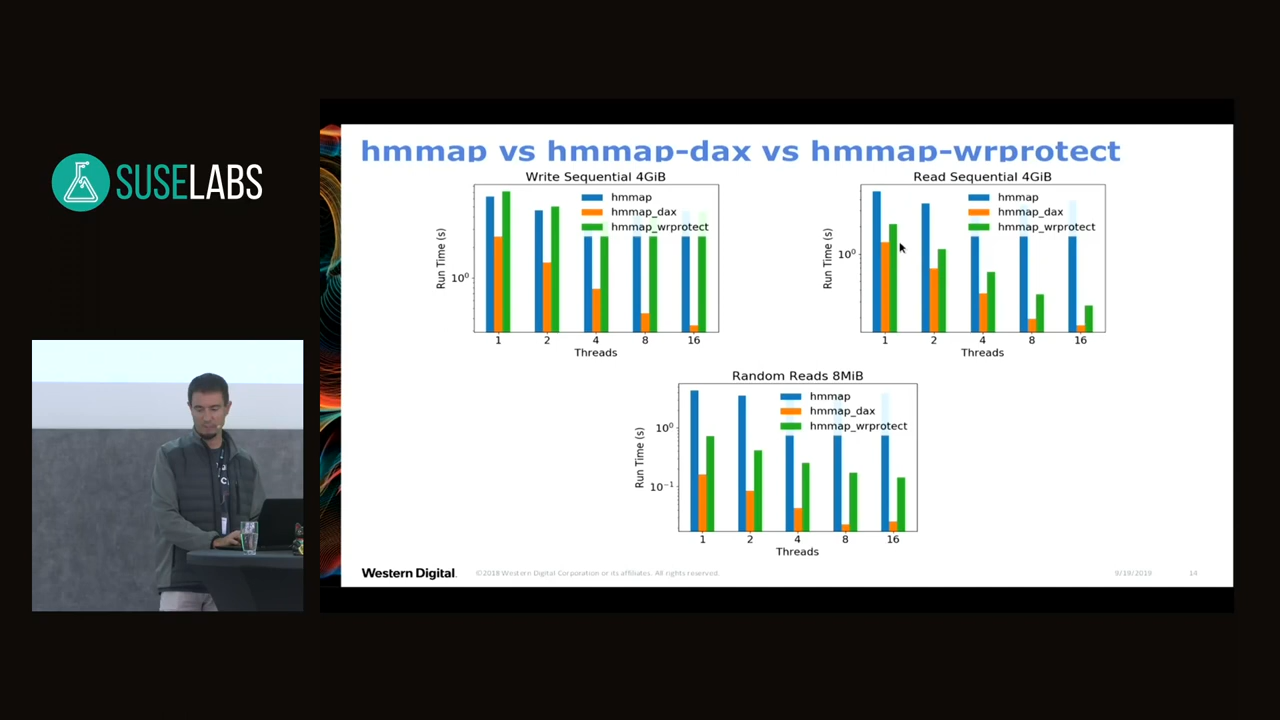 SUSELABS
hmmap vs hmmap-dax vs hmmap-wrprotect
Write Sequential 4GiB
hmmap
hmmap_dax
hmmap_wrprotect
Run Time (s)
10⁰
1 2 4 8 16
Threads
Read Sequential 4GiB
hmmap
hmmap_dax
hmmap_wrprotect
Run Time (s)
10⁰
1 2 4 8 16
Threads
Random Reads 8MiB
hmmap
hmmap_dax
hmmap_wrprotect
Run Time (s)
10⁰
10⁻¹
1 2 4 8 16
Threads
Western Digital. ©2019 Western Digital Corporation or its affiliates. All rights reserved. 9/19/2019 14